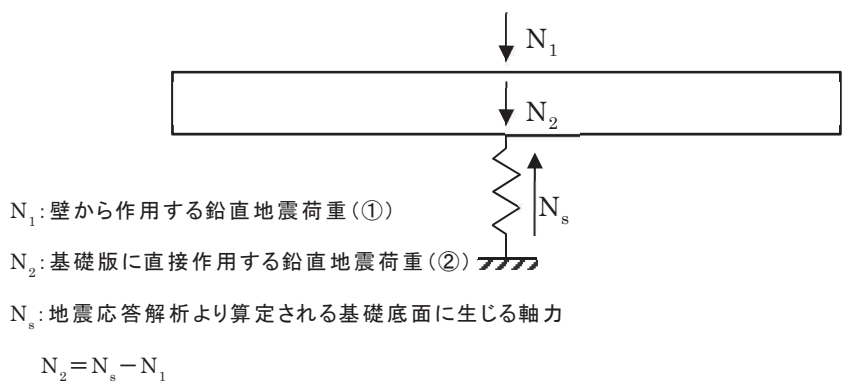 N₁
N₂
Nₛ
N₁:壁から作用する鉛直地震荷重(①)
N₂:基礎版に直接作用する鉛直地震荷重(②)
Nₛ:地震応答解析より算定される基礎底面に生じる軸力
N₂＝Nₛ－N₁